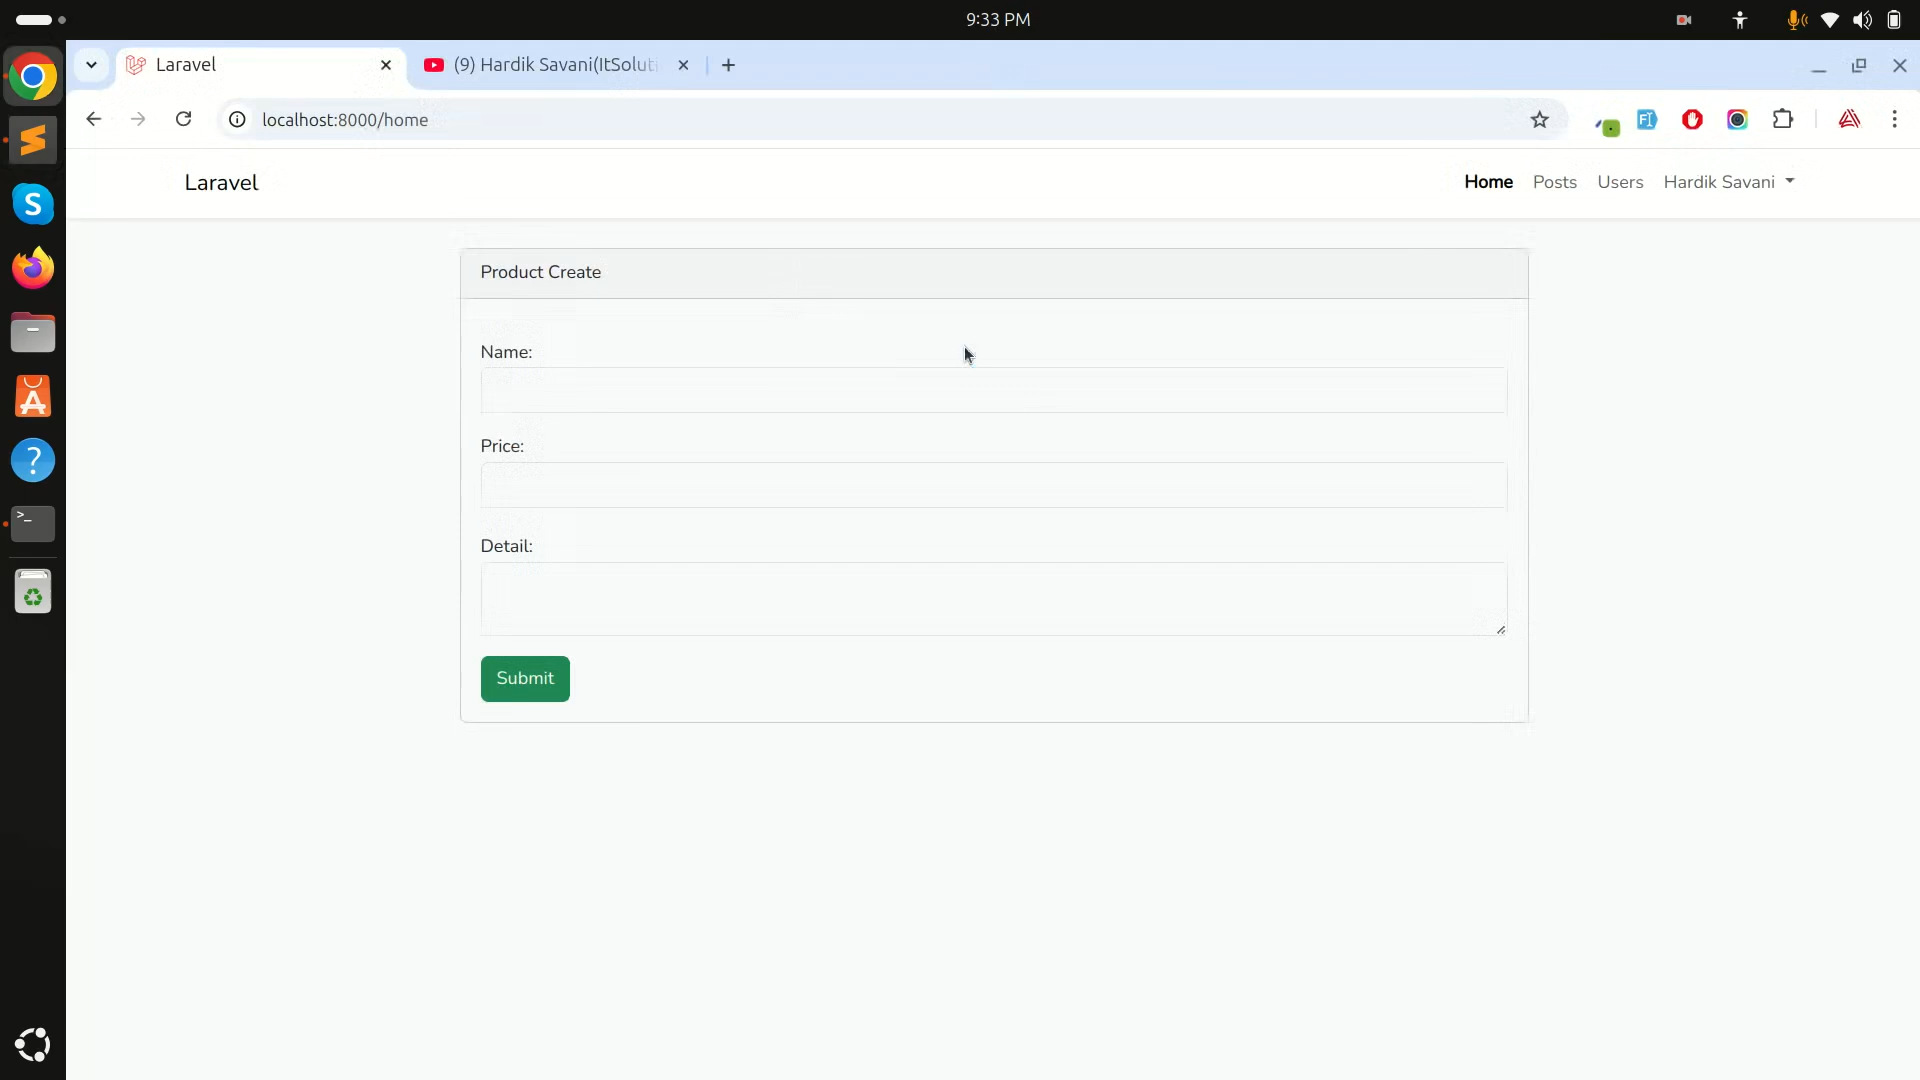 9:33 PM
Laravel
(9) Hardik Savani(ItSoluti
localhost:8000/home
Laravel
Home Posts Users Hardik Savani
Product Create
Name:
Price:
Detail:
Submit